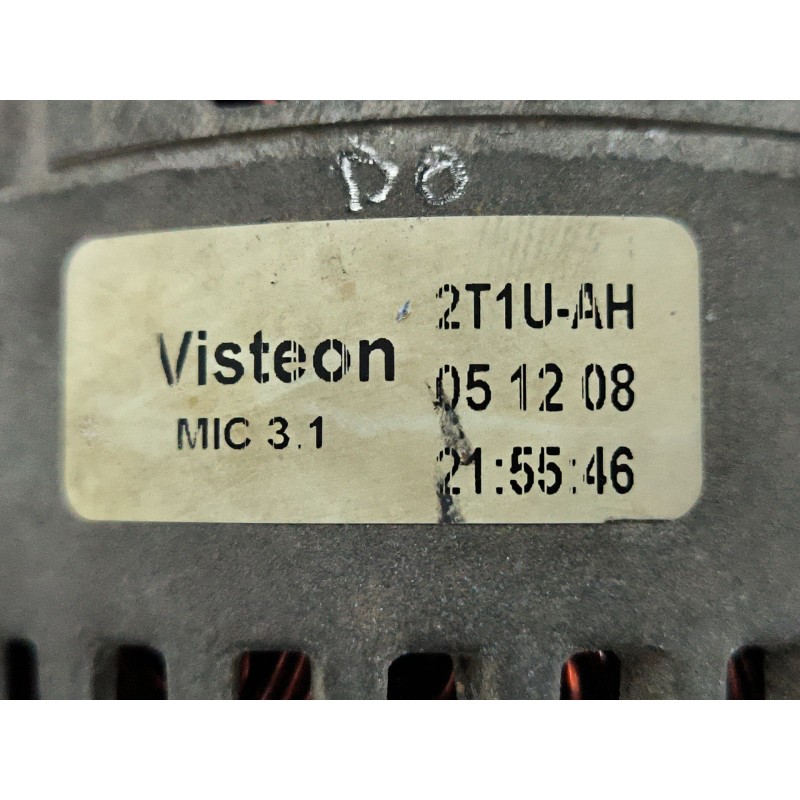 Visteon
MIC 3.1
2T1U-AH
05 12 08
21:55:46